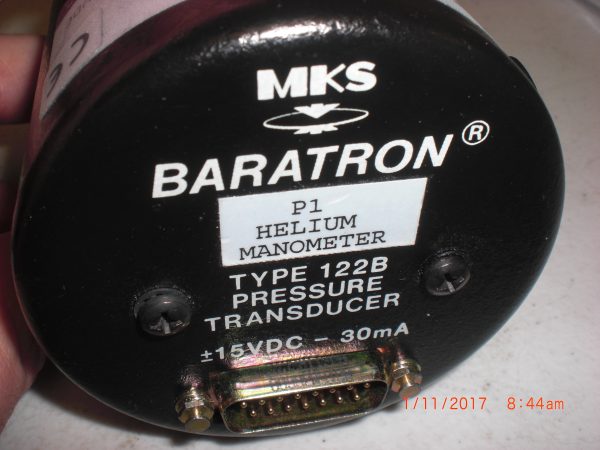 MKS
BARATRON®
P1
HELIUM
MANOMETER
TYPE 122B
PRESSURE
TRANSDUCER
±15VDC - 30mA
1/11/2017 8:44am